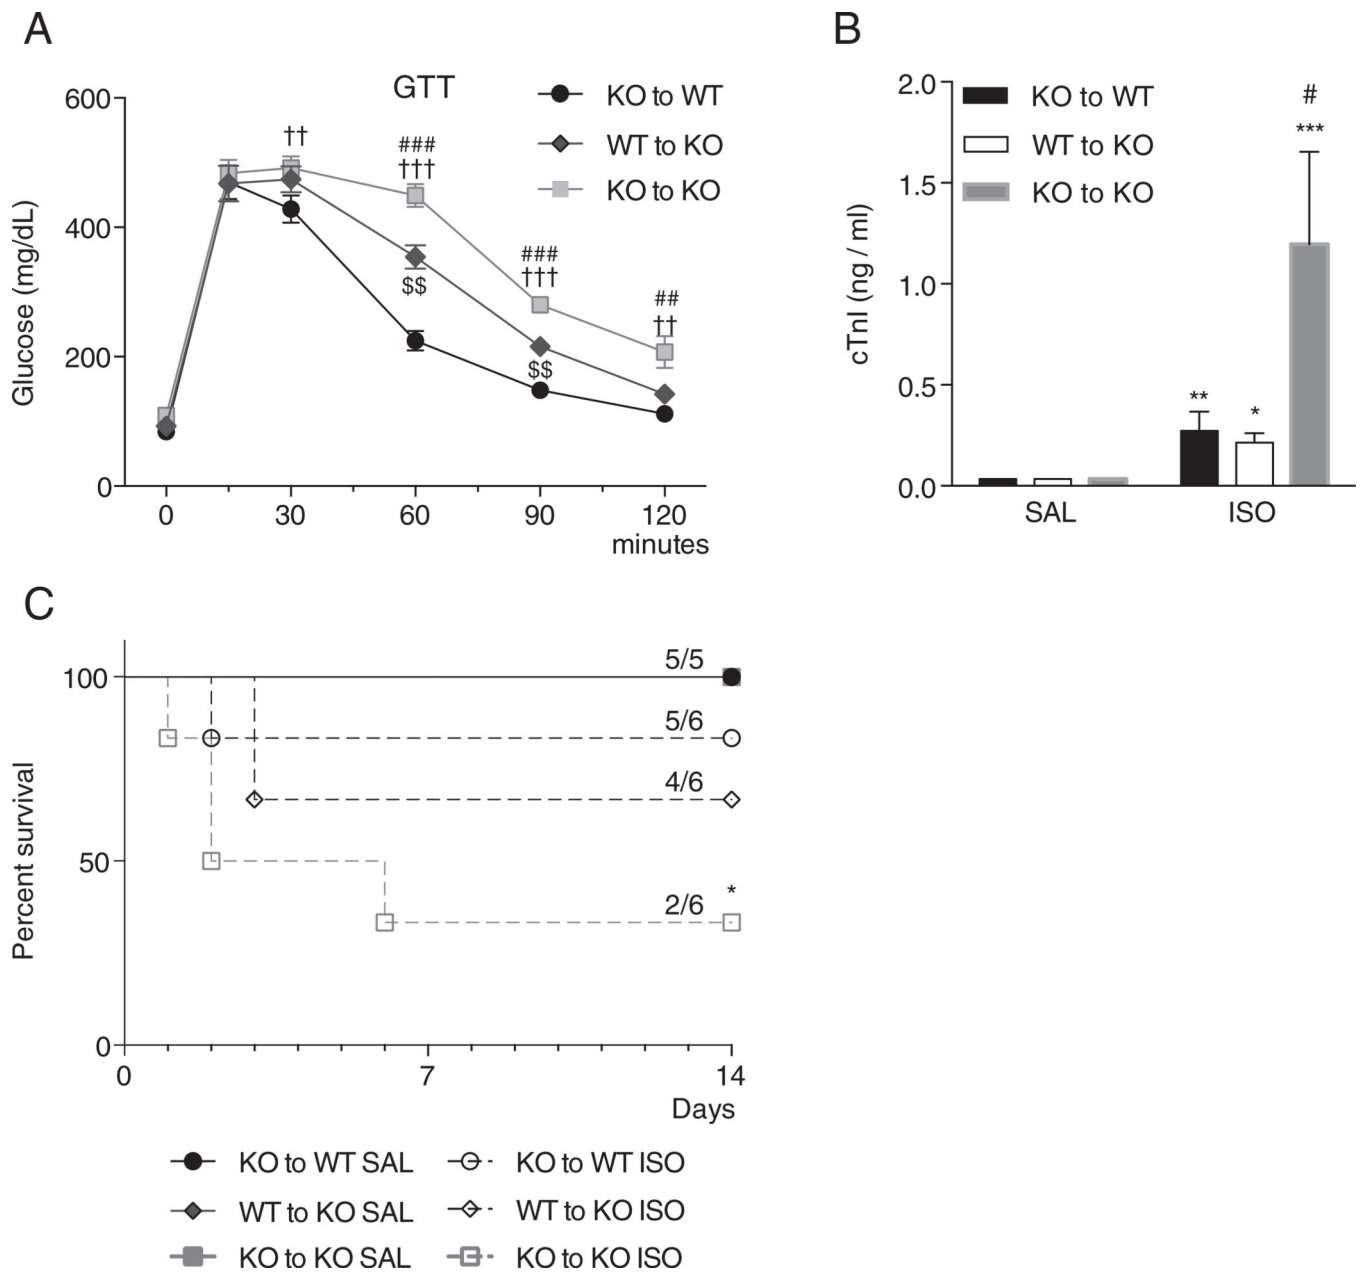 A
GTT
KO to WT
WT to KO
KO to KO
Glucose (mg/dL)
600
400
200
0
††
###
†††
$$
###
†††
$$
##
††
0 30 60 90 120
minutes
B
KO to WT
WT to KO
KO to KO
cTnI (ng / ml)
2.0
1.5
1.0
0.5
0.0
**
*
#
***
SAL ISO
C
Percent survival
100
50
0
5/5
5/6
4/6
2/6
*
0 7 14
Days
KO to WT SAL
WT to KO SAL
KO to KO SAL
KO to WT ISO
WT to KO ISO
KO to KO ISO